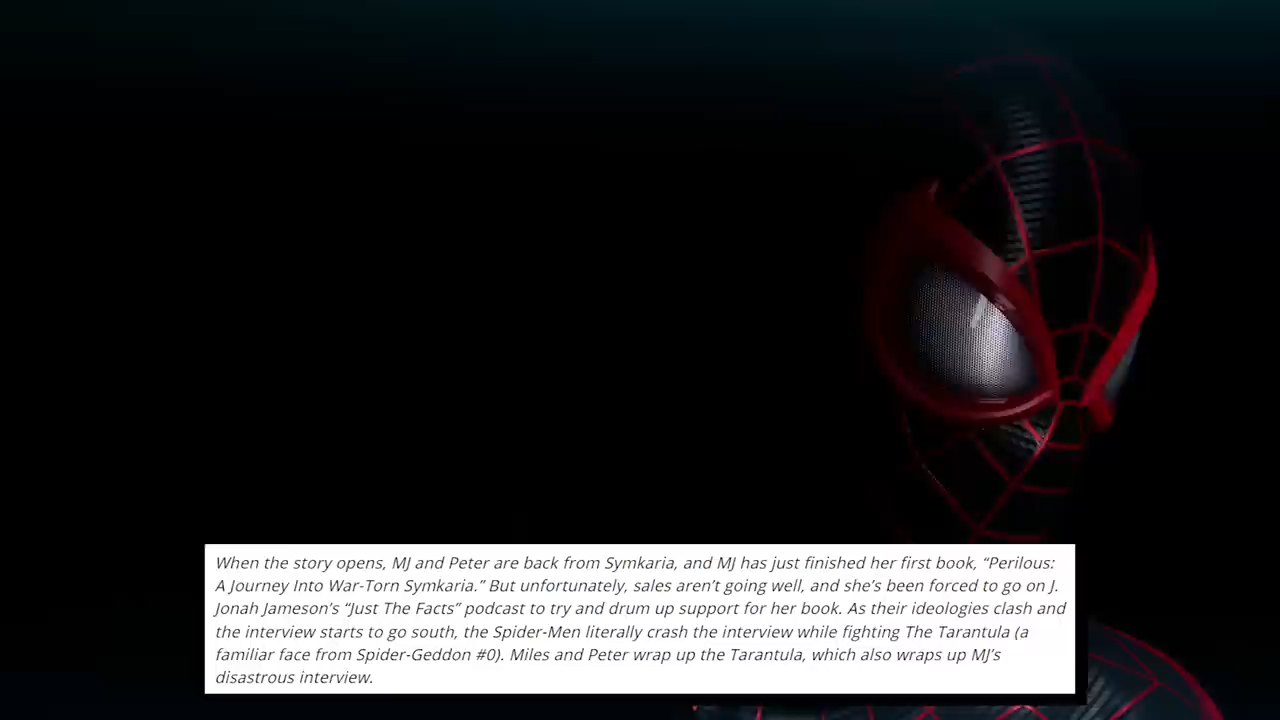 When the story opens, MJ and Peter are back from Symkaria, and MJ has just finished her first book, “Perilous:
A Journey Into War-Torn Symkaria.” But unfortunately, sales aren’t going well, and she’s been forced to go on J.
Jonah Jameson’s “Just The Facts” podcast to try and drum up support for her book. As their ideologies clash and
the interview starts to go south, the Spider-Men literally crash the interview while fighting The Tarantula (a
familiar face from Spider-Geddon #0). Miles and Peter wrap up the Tarantula, which also wraps up MJ’s
disastrous interview.